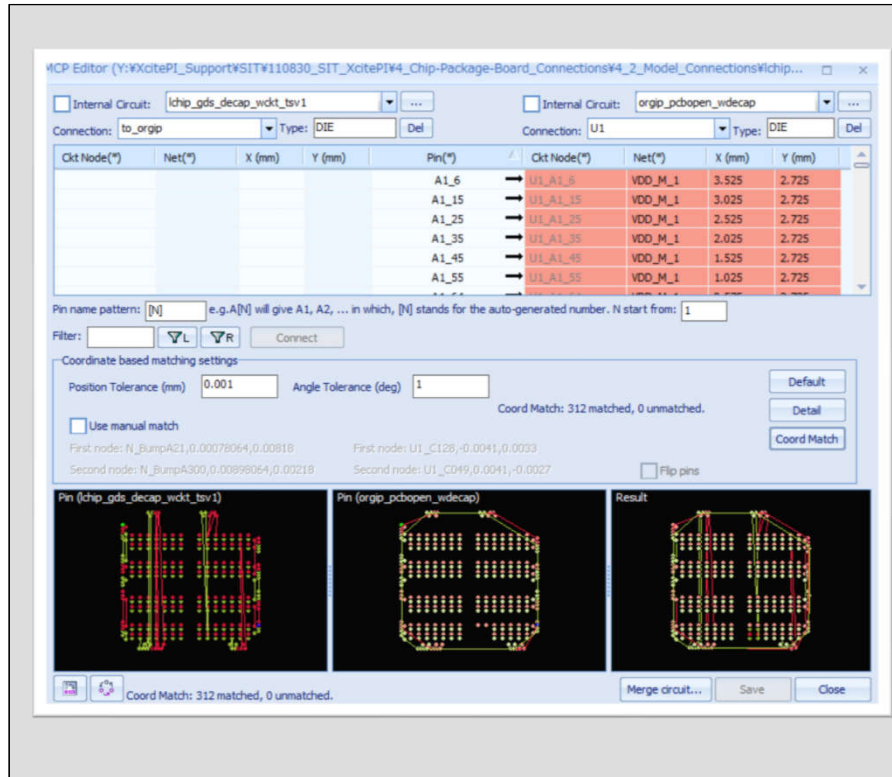 MCP Editor (Y:¥XcitePI_Support¥SIT¥110830_SIT_XcitePI¥4_Chip-Package-Board_Connections¥4_2_Model_Connections¥lchip...
Internal Circuit: lchip_gds_decap_wckt_tsv1 ... Internal Circuit: orgip_pcbopen_wdecap ...
Connection: to_orgip Type: DIE Del Connection: U1 Type: DIE Del
Ckt Node(*) Net(*) X (mm) Y (mm) Pin(*) Ckt Node(*) Net(*) X (mm) Y (mm)
A1_6 U1_A1_6 VDD_M_1 3.525 2.725
A1_15 U1_A1_15 VDD_M_1 3.025 2.725
A1_25 U1_A1_25 VDD_M_1 2.525 2.725
A1_35 U1_A1_35 VDD_M_1 2.025 2.725
A1_45 U1_A1_45 VDD_M_1 1.525 2.725
A1_55 U1_A1_55 VDD_M_1 1.025 2.725
Pin name pattern: [N] e.g.A[N] will give A1, A2, ... in which, [N] stands for the auto-generated number. N start from: 1
Filter: L R Connect
Coordinate based matching settings
Position Tolerance (mm) 0.001 Angle Tolerance (deg) 1 Default
Coord Match: 312 matched, 0 unmatched. Detail
Use manual match Coord Match
First node: N_BumpA21,0.00078064,0.00818 First node: U1_C128,-0.0041,0.0033
Second node: N_BumpA300,0.00898064,0.00218 Second node: U1_C049,0.0041,-0.0027 Flip pins
Pin (lchip_gds_decap_wckt_tsv1) Pin (orgip_pcbopen_wdecap) Result
Coord Match: 312 matched, 0 unmatched. Merge circuit... Save Close